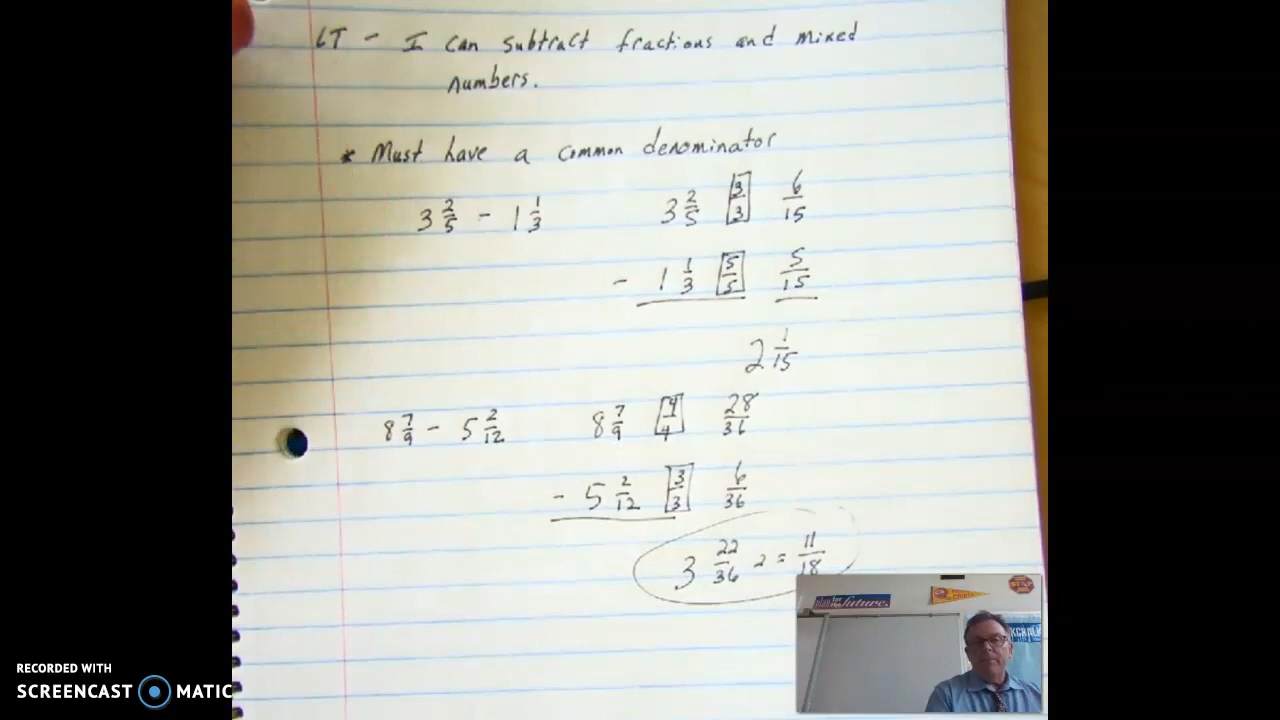 LT - I can subtract fractions and mixed
numbers.
* Must have a common denominator
3 2/5 - 1 1/3
3 2/5 [3/3] 6/15
- 1 1/3 [5/5] 5/15
2 1/15
8 7/9 - 5 2/12
8 7/9 [4/4] 28/36
- 5 2/12 [3/3] 6/36
3 22/36 2 = 11/18
future.
RECORDED WITH
SCREENCAST MATIC